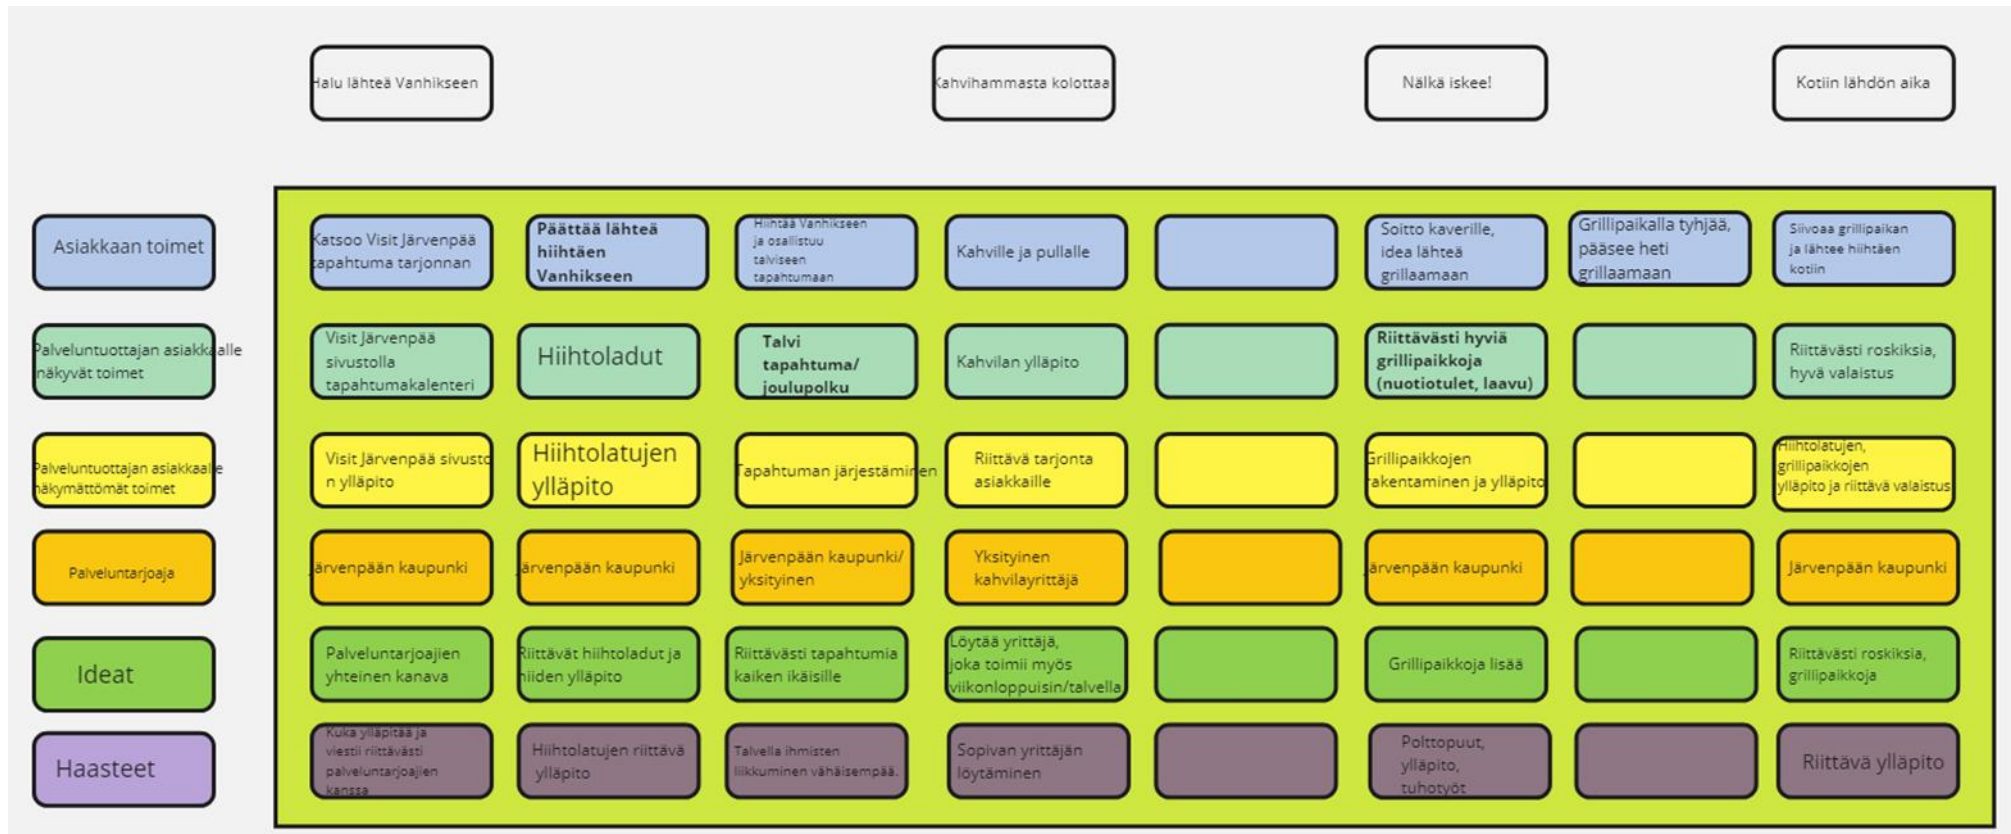 Halu lähteä Vanhikseen
Kahvihammasta kolottaa
Nälkä iskee!
Kotiin lähdön aika
Asiakkaan toimet
Katsoo Visit Järvenpää
tapahtuma tarjonnan
Päättää lähteä
hiihtäen
Vanhikseen
Hiihtää Vanhikseen
ja osallistuu
talviseen
tapahtumaan
Kahville ja pullalle
Soitto kaverille,
idea lähteä
grillaamaan
Grillipaikalla tyhjää,
pääsee heti
grillaamaan
Siivoaa grillipaikan
ja lähtee hiihtäen
kotiin
Palveluntuottajan asiakkaalle
näkyvät toimet
Visit Järvenpää
sivustolla
tapahtumakalenteri
Hiihtoladut
Talvi
tapahtuma/
joulupolku
Kahvilan ylläpito
Riittävästi hyviä
grillipaikkoja
(nuotiotulet, laavu)
Riittävästi roskiksia,
hyvä valaistus
Palveluntuottajan asiakkaalle
näkymättömät toimet
Visit Järvenpää sivusto
n ylläpito
Hiihtolatujen
ylläpito
Tapahtuman järjestäminen
Riittävä tarjonta
asiakkaille
Grillipaikkojen
rakentaminen ja ylläpito
Hiihtolatujen,
grillipaikkojen
ylläpito ja riittävä valaistus
Palveluntarjoaja
Järvenpään kaupunki
Järvenpään kaupunki
Järvenpään kaupunki/
yksityinen
Yksityinen
kahvilayrittäjä
Järvenpään kaupunki
Järvenpään kaupunki
Ideat
Palveluntarjoajien
yhteinen kanava
Riittävät hiihtoladut ja
niiden ylläpito
Riittävästi tapahtumia
kaiken ikäisille
Löytää yrittäjä,
joka toimii myös
viikonloppuisin/talvella
Grillipaikkoja lisää
Riittävästi roskiksia,
grillipaikkoja
Haasteet
Kuka ylläpitää ja
viestii riittävästi
palveluntarjoajien
kanssa
Hiihtolatujen riittävä
ylläpito
Talvella ihmisten
liikkuminen vähäisempää.
Sopivan yrittäjän
löytäminen
Polttopuut,
ylläpito,
tuhotyöt
Riittävä ylläpito